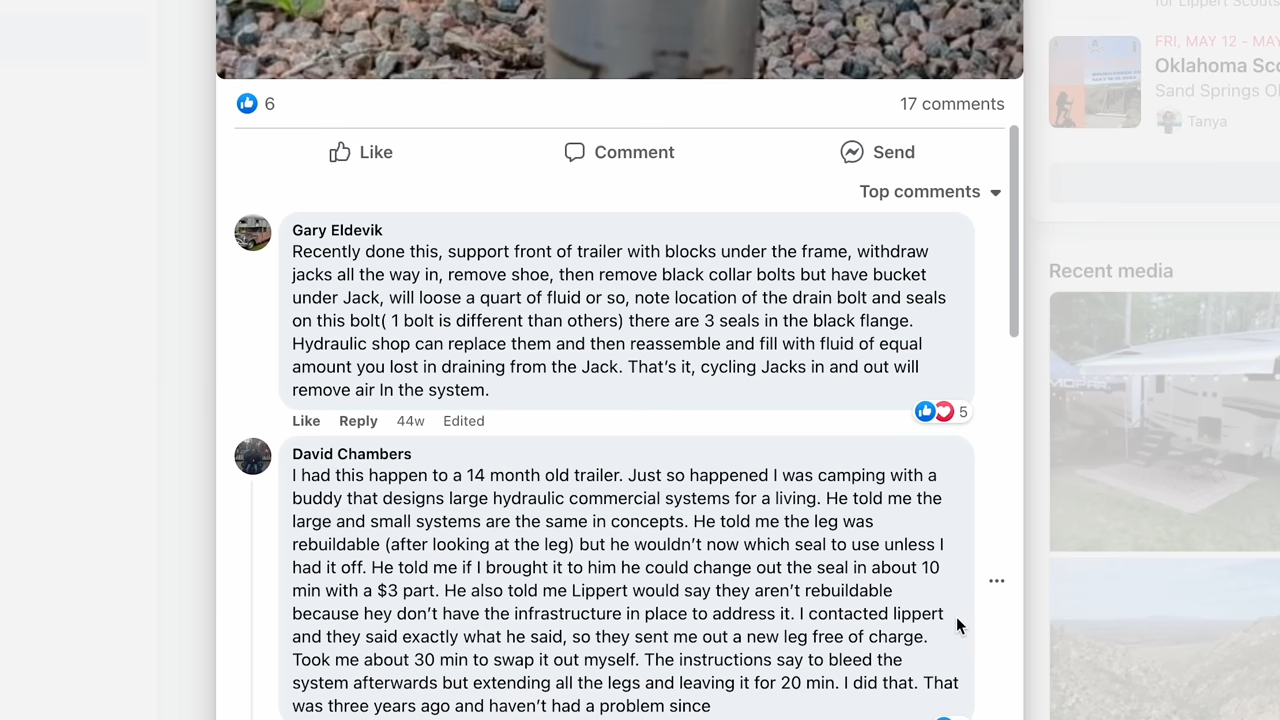 for Lippert Scouts
FRI, MAY 12 - MAY
Oklahoma Sco
Sand Springs Ok
Tanya
6
17 comments
Like
Comment
Send
Top comments
Gary Eldevik
Recently done this, support front of trailer with blocks under the frame, withdraw
jacks all the way in, remove shoe, then remove black collar bolts but have bucket
under Jack, will loose a quart of fluid or so, note location of the drain bolt and seals
on this bolt( 1 bolt is different than others) there are 3 seals in the black flange.
Hydraulic shop can replace them and then reassemble and fill with fluid of equal
amount you lost in draining from the Jack. That's it, cycling Jacks in and out will
remove air In the system.
Like Reply 44w Edited
5
David Chambers
I had this happen to a 14 month old trailer. Just so happened I was camping with a
buddy that designs large hydraulic commercial systems for a living. He told me the
large and small systems are the same in concepts. He told me the leg was
rebuildable (after looking at the leg) but he wouldn't now which seal to use unless I
had it off. He told me if I brought it to him he could change out the seal in about 10
min with a $3 part. He also told me Lippert would say they aren't rebuildable
because hey don't have the infrastructure in place to address it. I contacted lippert
and they said exactly what he said, so they sent me out a new leg free of charge.
Took me about 30 min to swap it out myself. The instructions say to bleed the
system afterwards but extending all the legs and leaving it for 20 min. I did that. That
was three years ago and haven't had a problem since
Recent media